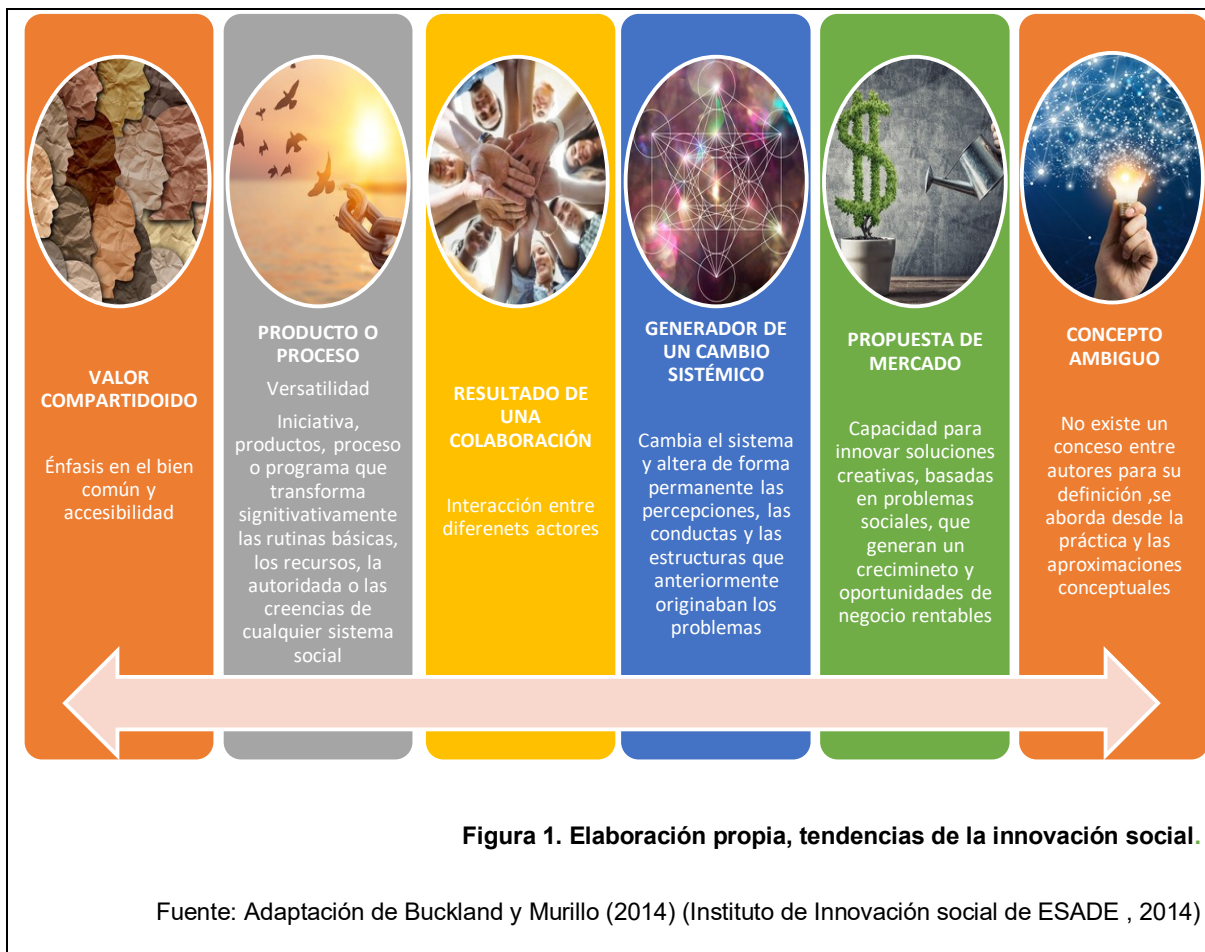 VALOR
COMPARTIDOIDO
Énfasis en el bien
común y
accesibilidad
PRODUCTO O
PROCESO
Versatilidad
Iniciativa,
productos, proceso
o programa que
transforma
signitivativamente
las rutinas básicas,
los recursos, la
autoridada o las
creencias de
cualquier sistema
social
RESULTADO DE
UNA
COLABORACIÓN
Interacción entre
diferenets actores
GENERADOR DE
UN CAMBIO
SISTÉMICO
Cambia el sistema
y altera de forma
permanente las
percepciones, las
conductas y las
estructuras que
anteriormente
originaban los
problemas
PROPUESTA DE
MERCADO
Capacidad para
innovar soluciones
creativas, basadas
en problemas
sociales, que
generan un
crecimineto y
oportunidades de
negocio rentables
CONCEPTO
AMBIGUO
No existe un
conceso entre
autores para su
definición ,se
aborda desde la
práctica y las
aproximaciones
conceptuales
Figura 1. Elaboración propia, tendencias de la innovación social.
Fuente: Adaptación de Buckland y Murillo (2014) (Instituto de Innovación social de ESADE , 2014)